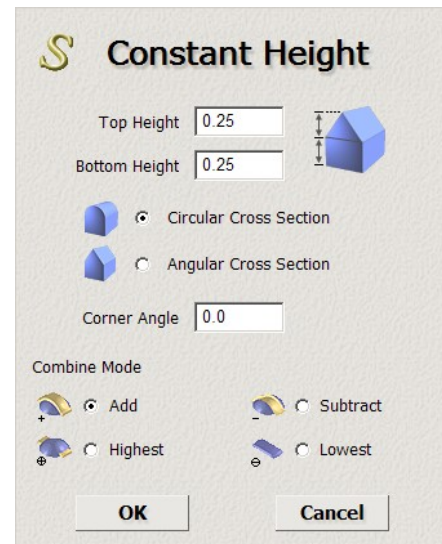 S Constant Height
Top Height 0.25
Bottom Height 0.25
Circular Cross Section
Angular Cross Section
Corner Angle 0.0
Combine Mode
Add Subtract
Highest Lowest
OK Cancel